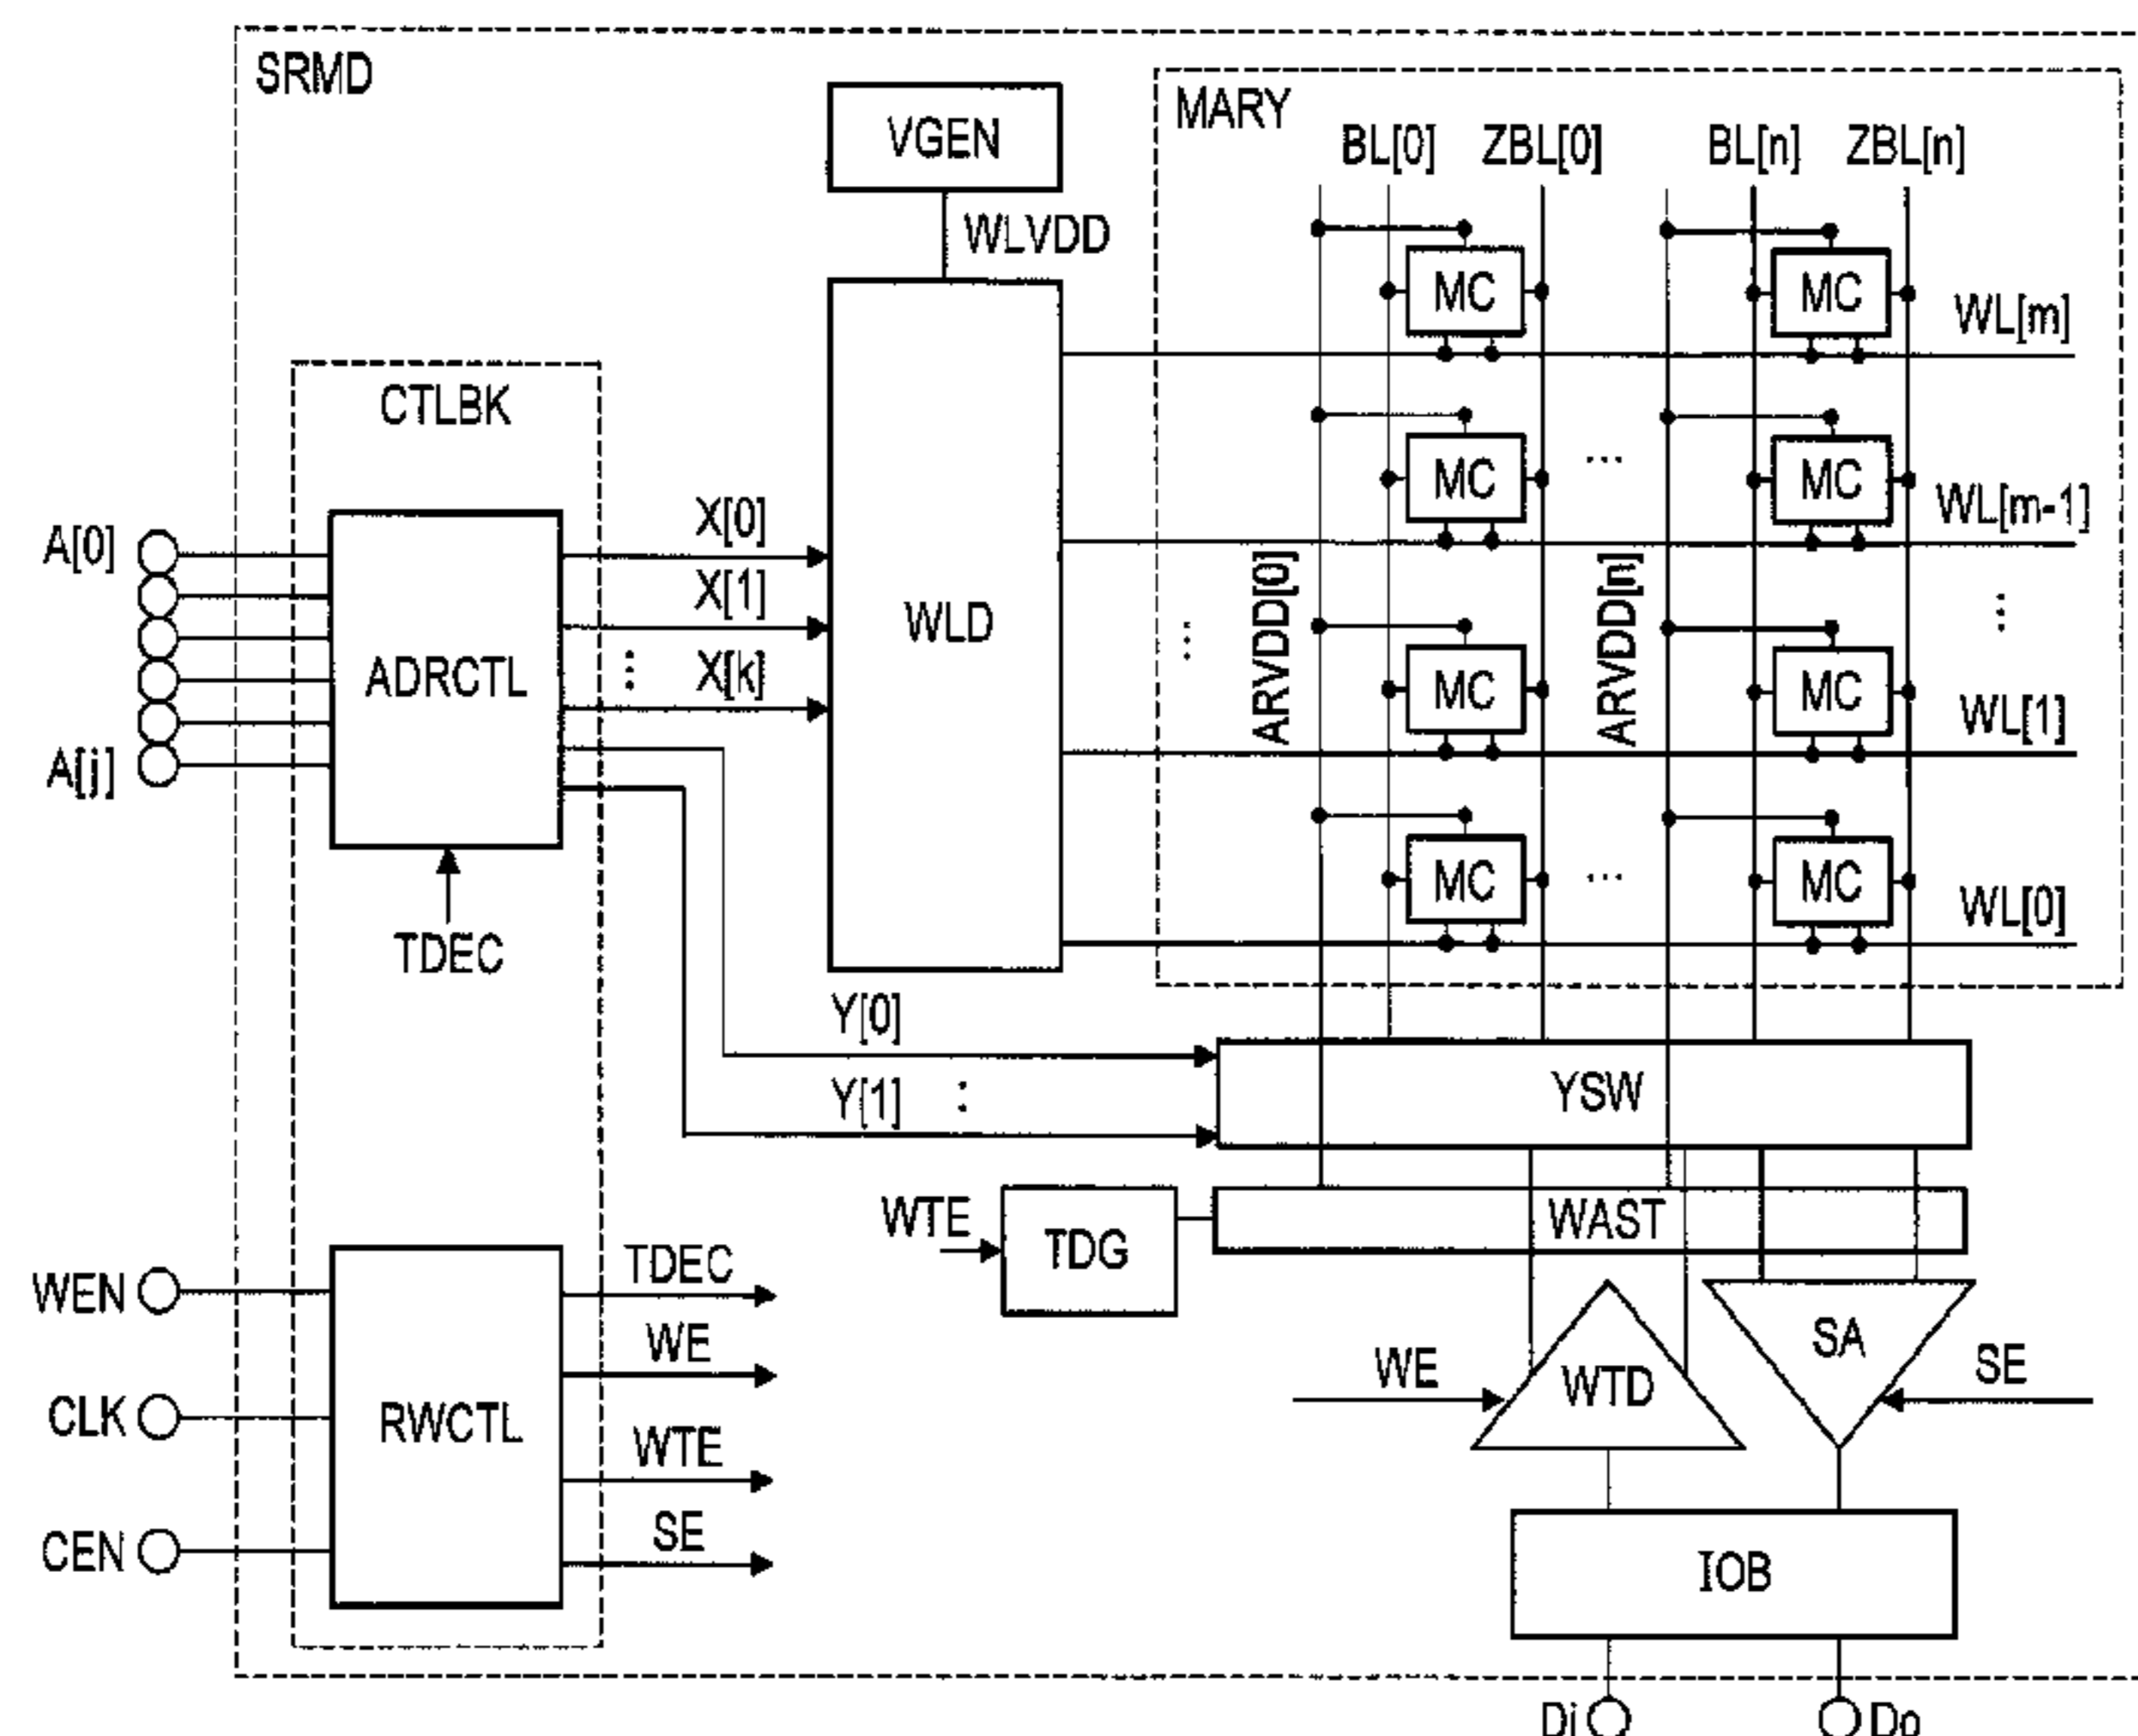 SRMD
VGEN
MARY
BL[0] ZBL[0] BL[n] ZBL[n]
WLVDD
MC MC
WL[m]
CTLBK
MC ... MC
WL[m-1]
A[0]
X[0]
X[1]
X[k]
ADRCTL
WLD
ARVDD[0]
ARVDD[n]
MC MC
WL[1]
A[j]
MC ... MC
WL[0]
TDEC
Y[0]
Y[1]
YSW
WTE
TDG
WAST
WEN
CLK
CEN
RWCTL
TDEC
WE
WTE
SE
WE
WTD
SA
SE
IOB
Di
Do